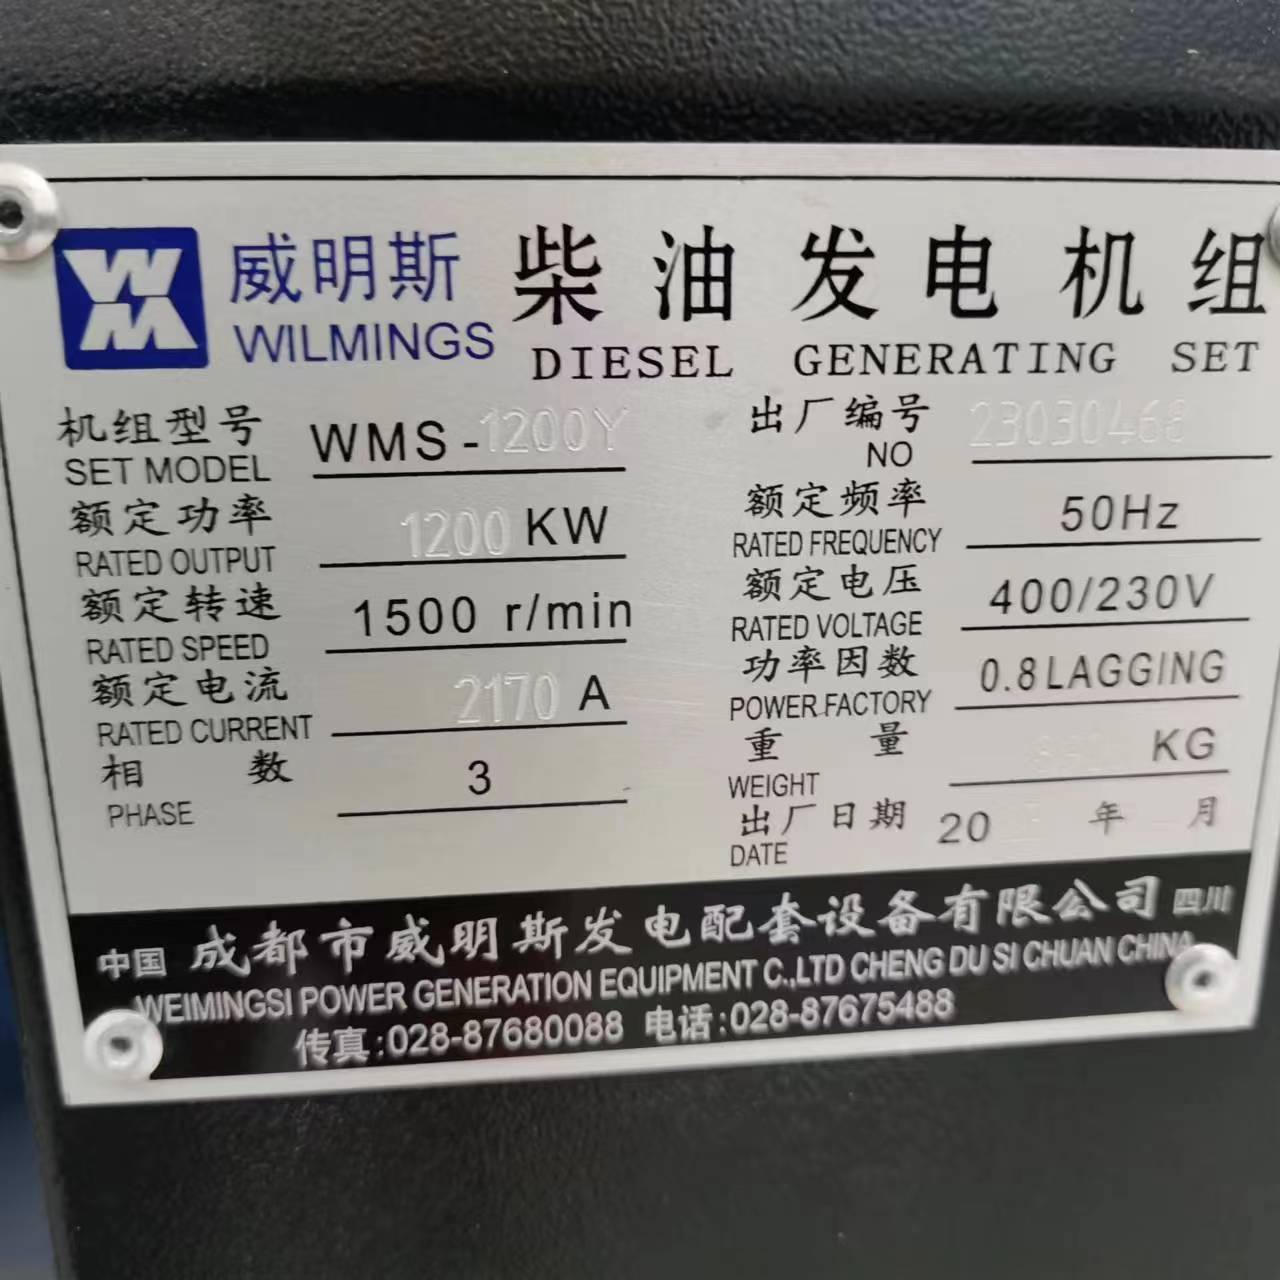 威明斯 柴油发电机组
WILMINGS DIESEL GENERATING SET
机组型号 WMS-1200Y 出厂编号 23030468
SET MODEL NO
额定功率 1200 KW 额定频率 50Hz
RATED OUTPUT RATED FREQUENCY
额定转速 1500 r/min 额定电压 400/230V
RATED SPEED RATED VOLTAGE
额定电流 2170 A 功率因数 0.8 LAGGING
RATED CURRENT POWER FACTORY
相数 3 重量 KG
PHASE WEIGHT
出厂日期 20 年 月
DATE
中国 成都市威明斯发电配套设备有限公司 四川
WEIMINGSI POWER GENERATION EQUIPMENT C.,LTD CHENG DU SI CHUAN CHINA
传真:028-87680088 电话:028-87675488